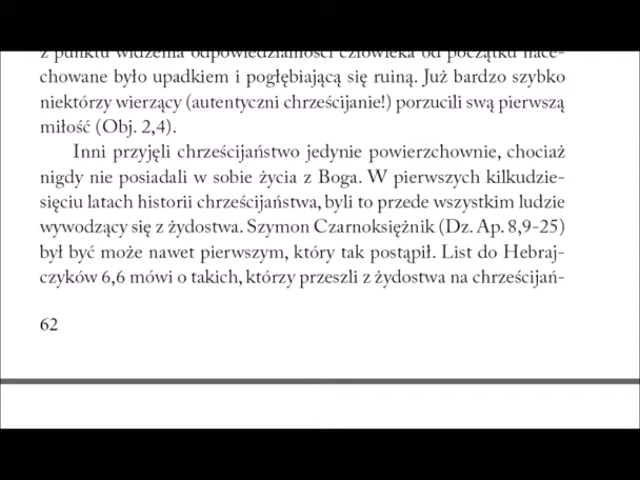 z punktu widzenia odpowiedzialności człowieka od początku nace-
chowane było upadkiem i pogłębiającą się ruiną. Już bardzo szybko
niektórzy wierzący (autentyczni chrześcijanie!) porzucili swą pierwszą
miłość (Obj. 2,4).
Inni przyjęli chrześcijaństwo jedynie powierzchownie, chociaż
nigdy nie posiadali w sobie życia z Boga. W pierwszych kilkudzie-
sięciu latach historii chrześcijaństwa, byli to przede wszystkim ludzie
wywodzący się z żydostwa. Szymon Czarnoksiężnik (Dz. Ap. 8,9-25)
był być może nawet pierwszym, który tak postąpił. List do Hebraj-
czyków 6,6 mówi o takich, którzy przeszli z żydostwa na chrześcijań-
62